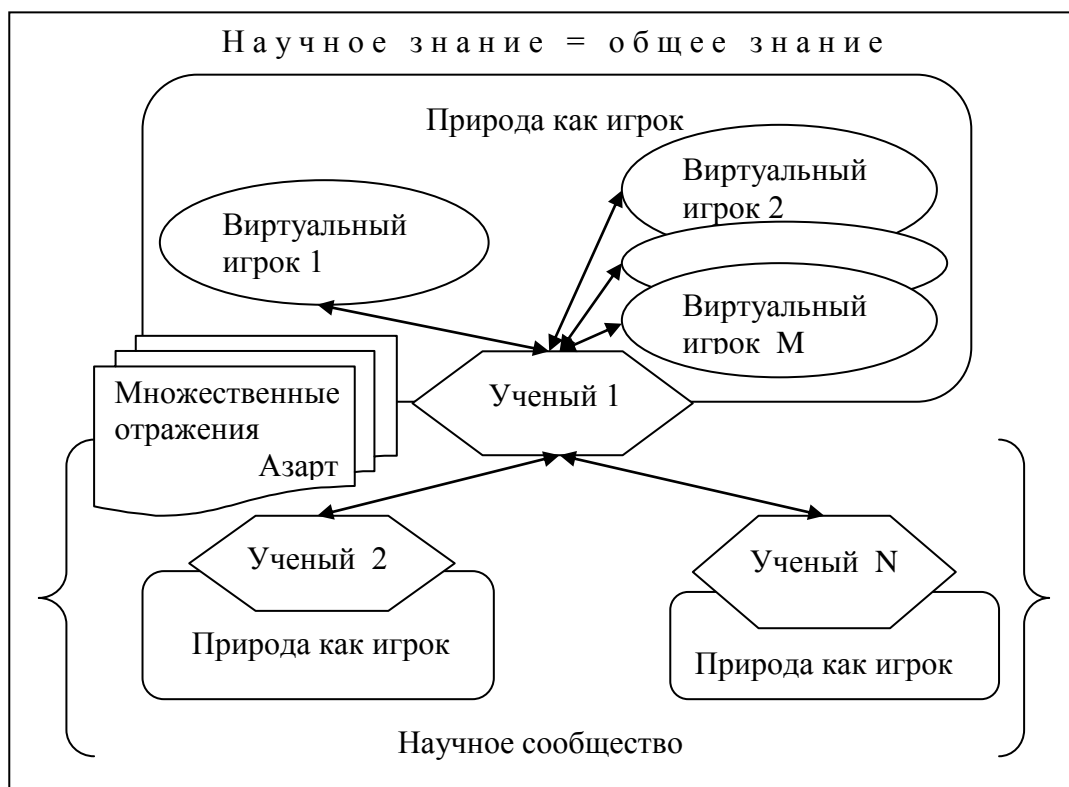 Научное знание = общее знание
Природа как игрок
Виртуальный
игрок 2
Виртуальный
игрок 1
Виртуальный
игрок М
Множественные
отражения
Азарт
Ученый 1
Ученый 2
Ученый N
Природа как игрок
Природа как игрок
Научное сообщество